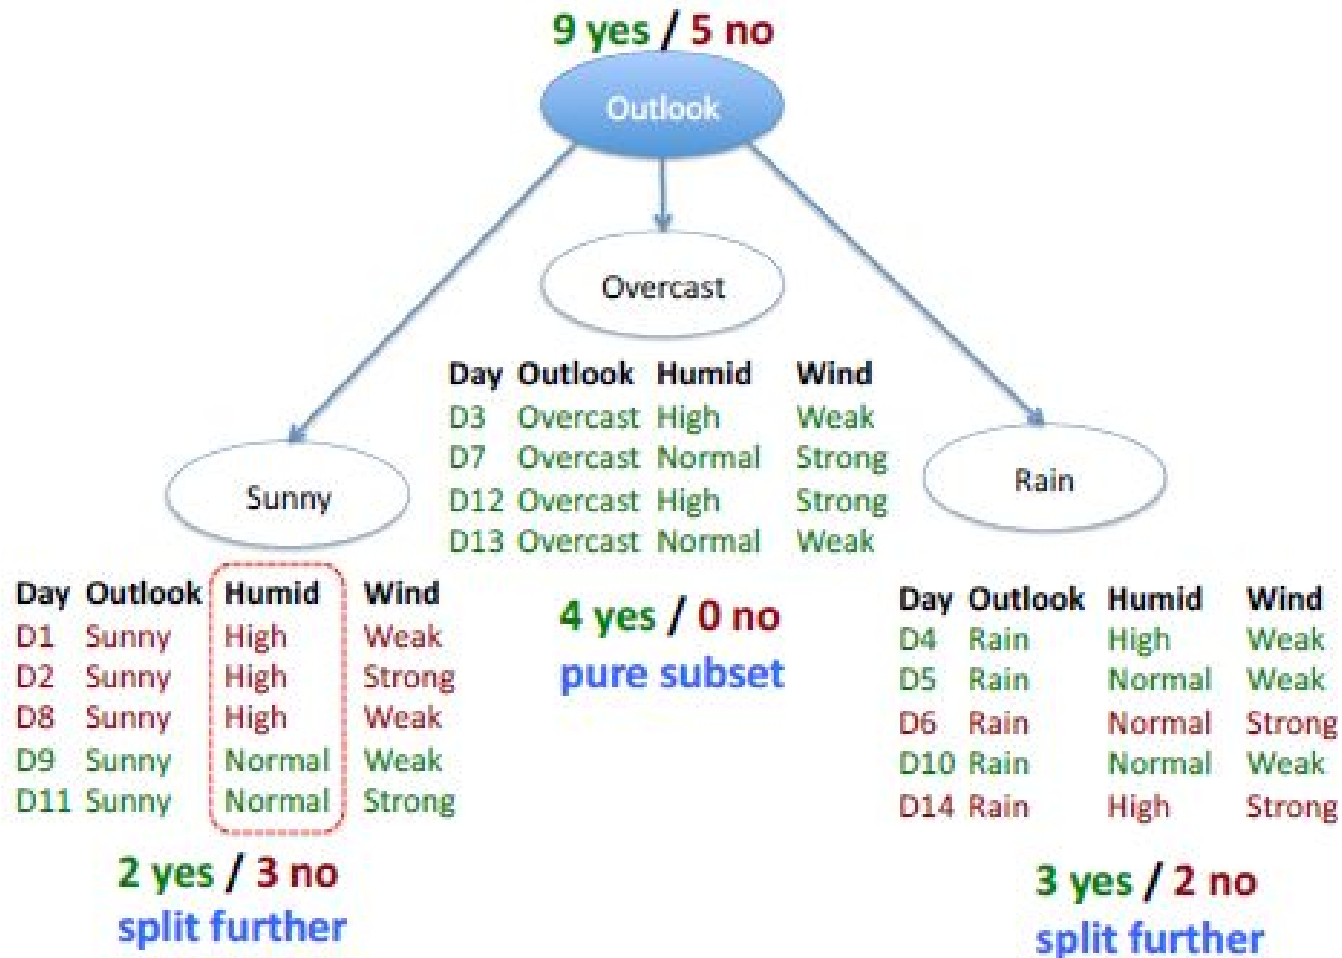 9 yes / 5 no
Outlook
Overcast
Day Outlook Humid Wind
D3 Overcast High Weak
D7 Overcast Normal Strong
D12 Overcast High Strong
D13 Overcast Normal Weak
4 yes / 0 no
pure subset
Sunny
Day Outlook Humid Wind
D1 Sunny High Weak
D2 Sunny High Strong
D8 Sunny High Weak
D9 Sunny Normal Weak
D11 Sunny Normal Strong
2 yes / 3 no
split further
Rain
Day Outlook Humid Wind
D4 Rain High Weak
D5 Rain Normal Weak
D6 Rain Normal Strong
D10 Rain Normal Weak
D14 Rain High Strong
3 yes / 2 no
split further